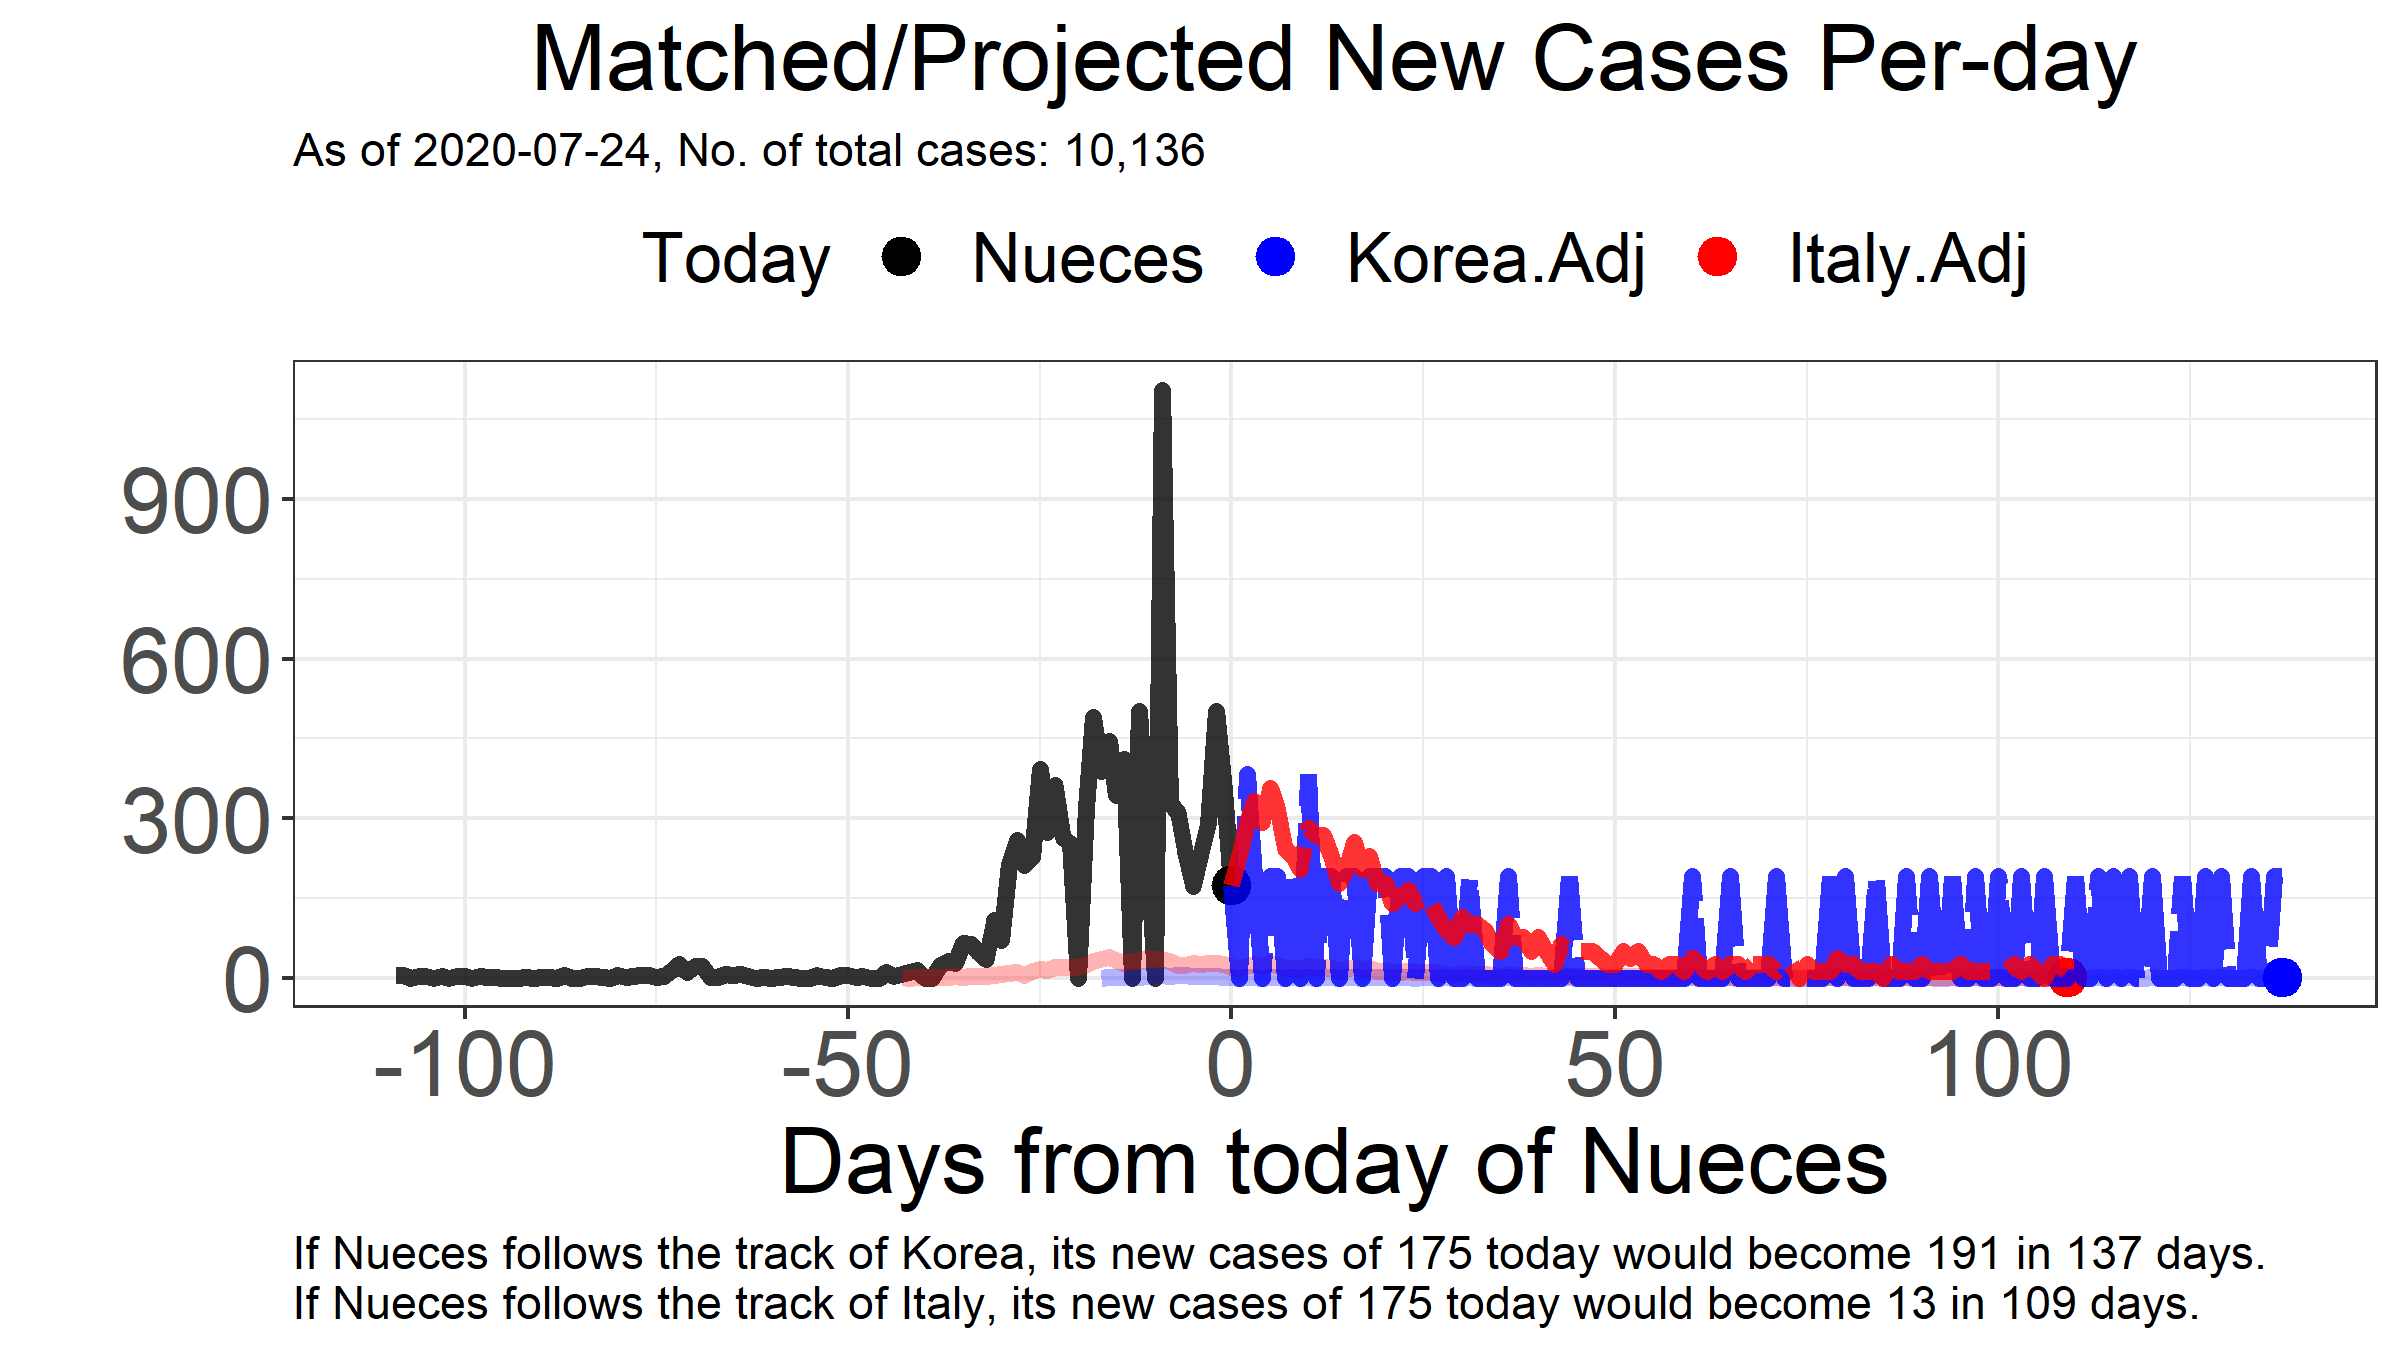 Matched/Projected New Cases Per-day
As of 2020-07-24, No. of total cases: 10,136
Today Nueces Korea.Adj Italy.Adj
900
600
300
0
-100 -50 0 50 100
Days from today of Nueces
If Nueces follows the track of Korea, its new cases of 175 today would become 191 in 137 days.
If Nueces follows the track of Italy, its new cases of 175 today would become 13 in 109 days.